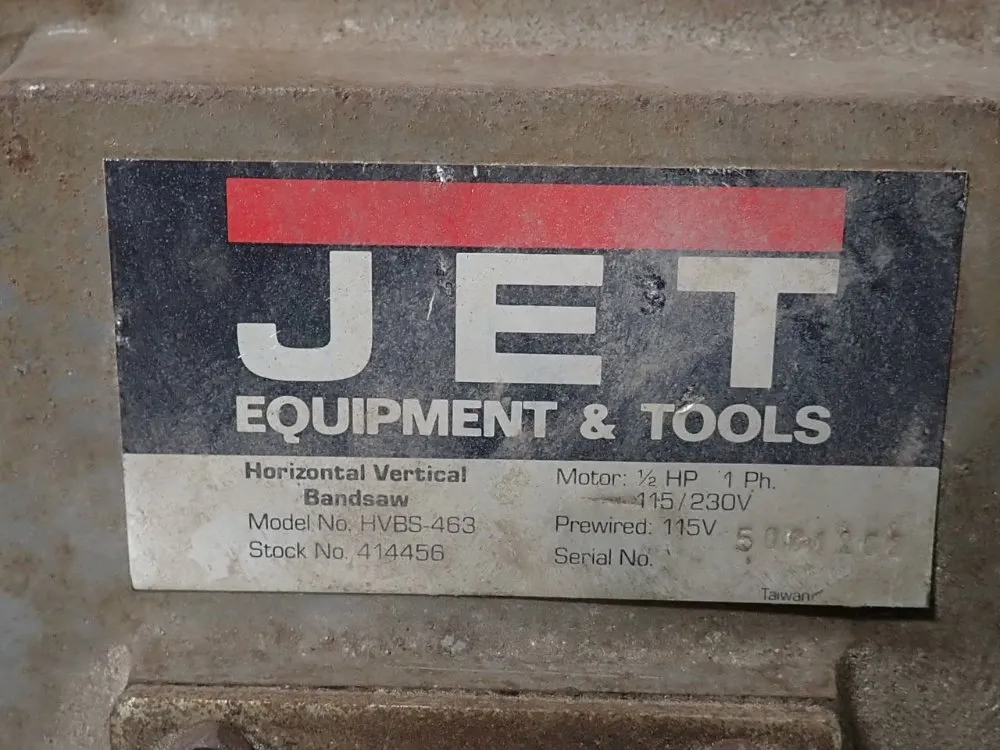 JET
EQUIPMENT & TOOLS
Horizontal Vertical
Bandsaw
Model No. HVBS-463
Stock No. 414456
Motor: ½ HP 1 Ph.
115/230V
Prewired: 115V
Serial No.
Taiwan